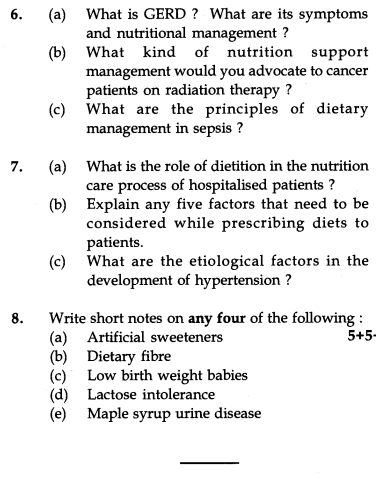 6. (a) What is GERD ? What are its symptoms
and nutritional management ?
(b) What kind of nutrition support
management would you advocate to cancer
patients on radiation therapy ?
(c) What are the principles of dietary
management in sepsis ?
7. (a) What is the role of dietition in the nutrition
care process of hospitalised patients ?
(b) Explain any five factors that need to be
considered while prescribing diets to
patients.
(c) What are the etiological factors in the
development of hypertension ?
8. Write short notes on any four of the following :
(a) Artificial sweeteners 5+5
(b) Dietary fibre
(c) Low birth weight babies
(d) Lactose intolerance
(e) Maple syrup urine disease